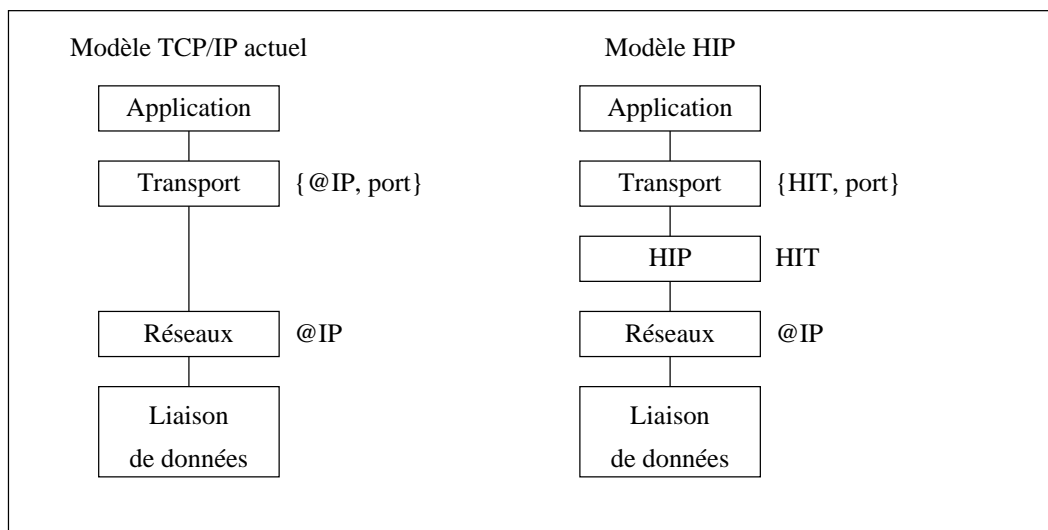 Modèle TCP/IP actuel
Application
Transport
{@IP, port}
Réseaux
@IP
Liaison
de données
Modèle HIP
Application
Transport
{HIT, port}
HIP
HIT
Réseaux
@IP
Liaison
de données